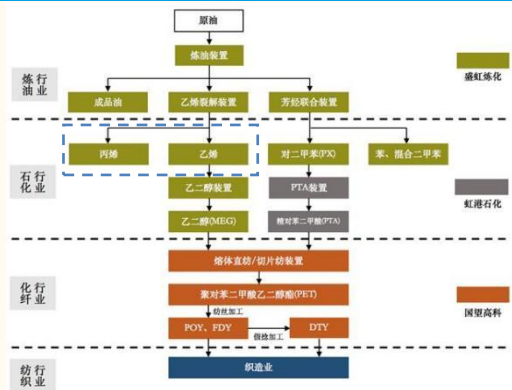 原油
炼油装置
炼油
行业
盛虹炼化
成品油
乙烯裂解装置
芳烃联合装置
丙烯
乙烯
对二甲苯(PX)
苯、混合二甲苯
石化
行业
乙二醇装置
PTA装置
虹港石化
乙二醇(MEG)
精对苯二甲酸(PTA)
熔体直纺/切片纺装置
化纤
行业
聚对苯二甲酸乙二醇酯(PET)
国望高科
纺丝加工
POY、FDY
假捻加工
DTY
纺织
行业
织造业